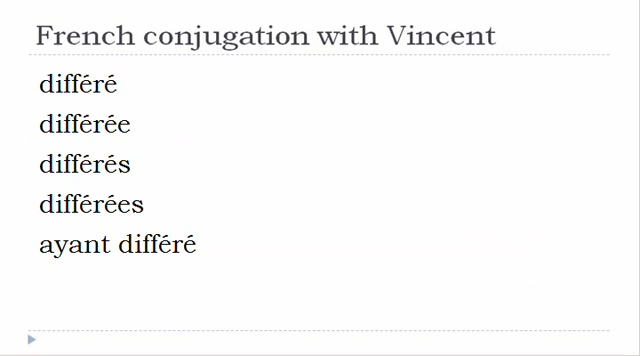 French conjugation with Vincent
différé
différée
différés
différées
ayant différé